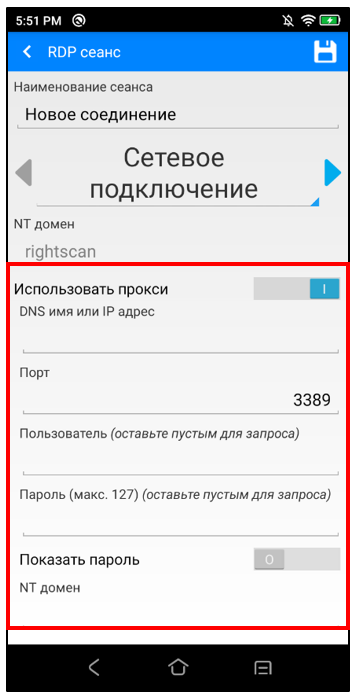 5:51 PM
RDP сеанс
Наименование сеанса
Новое соединение
Сетевое
подключение
NT домен
rightscan
Использовать прокси
DNS имя или IP адрес
Порт
3389
Пользователь (оставьте пустым для запроса)
Пароль (макс. 127) (оставьте пустым для запроса)
Показать пароль
NT домен